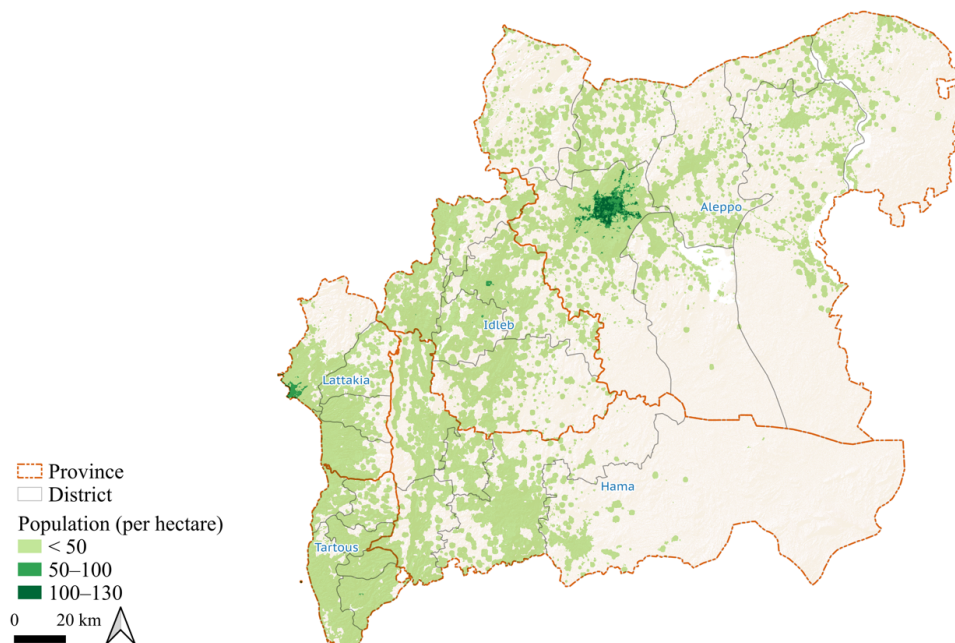 Aleppo
Idleb
Lattakia
Hama
Tartous
Province
District
Population (per hectare)
< 50
50–100
100–130
0 20 km